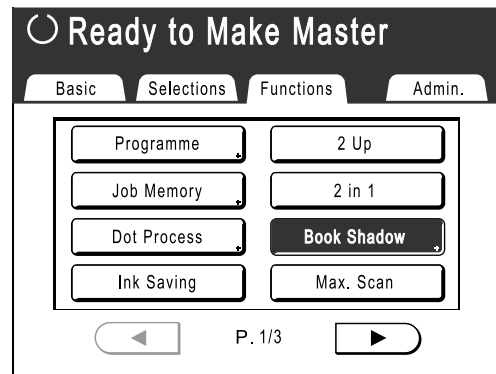 Ready to Make Master
Basic Selections Functions Admin.
Programme 2 Up
Job Memory 2 in 1
Dot Process Book Shadow
Ink Saving Max. Scan
P. 1/3